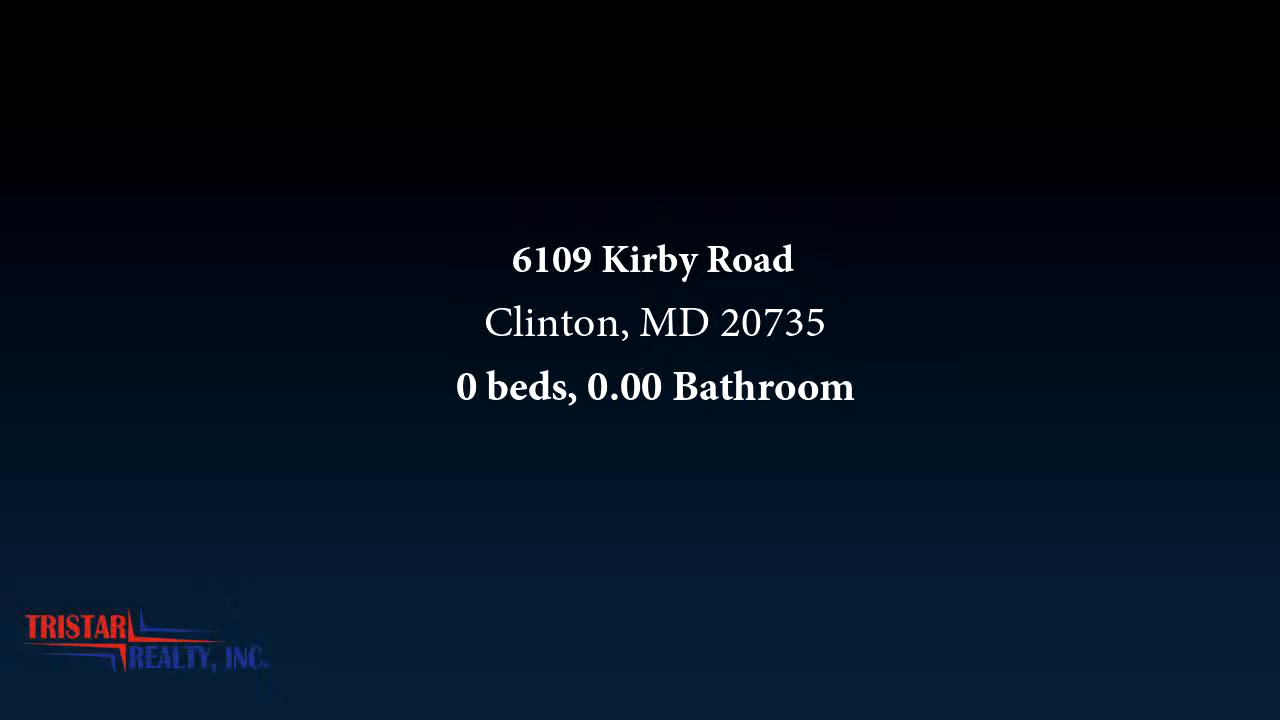 6109 Kirby Road
Clinton, MD 20735
0 beds, 0.00 Bathroom
TRISTAR
REALTY, INC.